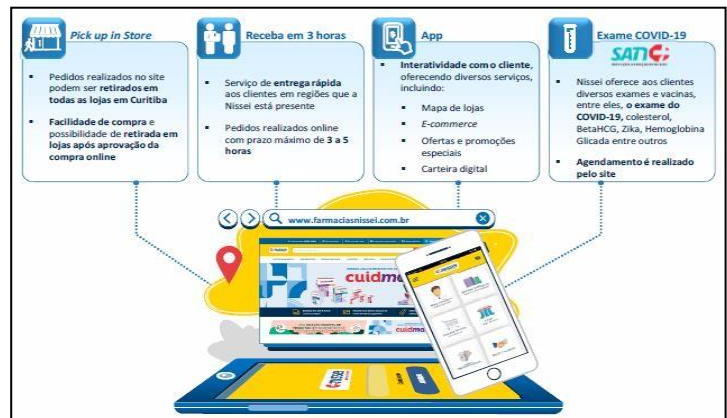 Pick up in Store
▪ Pedidos realizados no site
podem ser retirados em
todas as lojas em Curitiba
▪ Facilidade de compra e
possibilidade de retirada em
lojas após aprovação da
compra online
Receba em 3 horas
▪ Serviço de entrega rápida
aos clientes em regiões que a
Nissei está presente
▪ Pedidos realizados online
com prazo máximo de 3 a 5
horas
App
▪ Interatividade com o cliente,
oferecendo diversos serviços,
incluindo:
▪ Mapa de lojas
▪ E-commerce
▪ Ofertas e promoções
especiais
▪ Carteira digital
Exame COVID-19
SATIC
▪ Nissei oferece aos clientes
diversos exames e vacinas,
entre eles, o exame do
COVID-19, colesterol,
BetaHCG, Zika, Hemoglobina
Glicada entre outros
▪ Agendamento é realizado
pelo site
www.farmaciasnissei.com.br
cuidma
cuidma